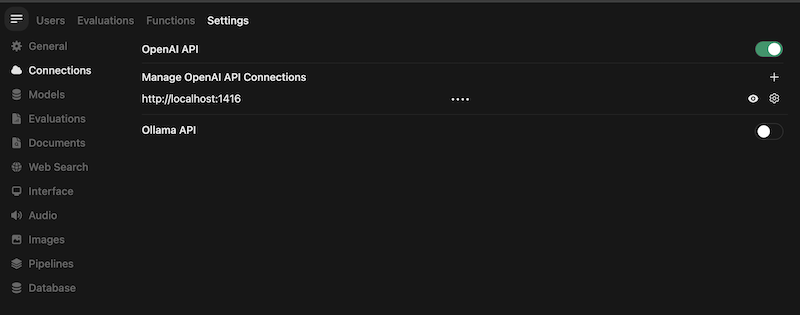 Users Evaluations Functions Settings
General
Connections
Models
Evaluations
Documents
Web Search
Interface
Audio
Images
Pipelines
Database
OpenAI API
Manage OpenAI API Connections
http://localhost:1416 ••••
Ollama API